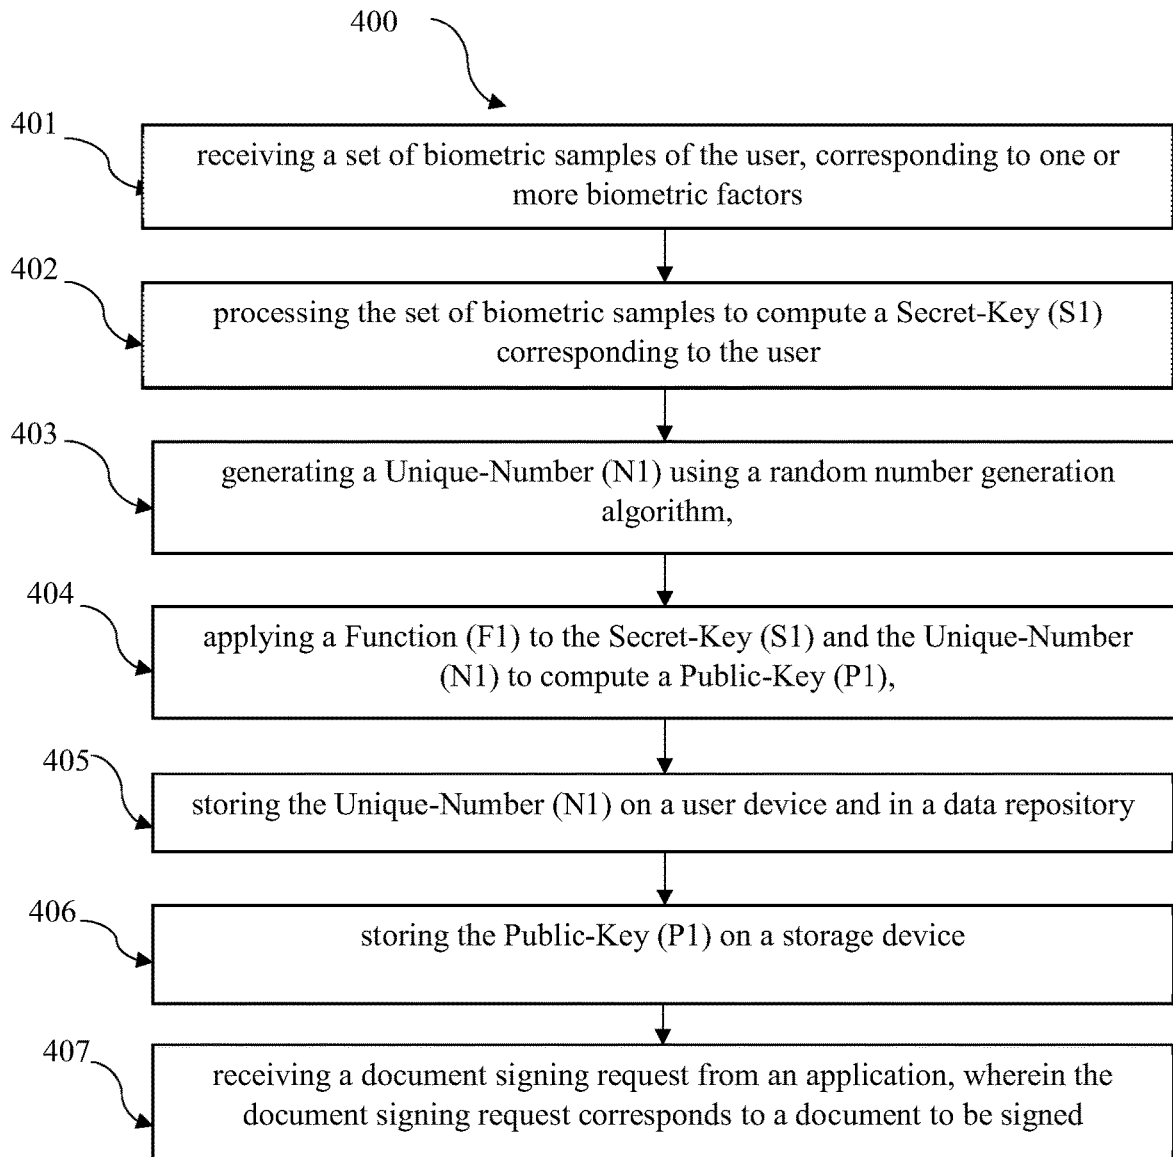 400
401
receiving a set of biometric samples of the user, corresponding to one or
more biometric factors
402
processing the set of biometric samples to compute a Secret-Key (S1)
corresponding to the user
403
generating a Unique-Number (N1) using a random number generation
algorithm,
404
applying a Function (F1) to the Secret-Key (S1) and the Unique-Number
(N1) to compute a Public-Key (P1),
405
storing the Unique-Number (N1) on a user device and in a data repository
406
storing the Public-Key (P1) on a storage device
407
receiving a document signing request from an application, wherein the
document signing request corresponds to a document to be signed